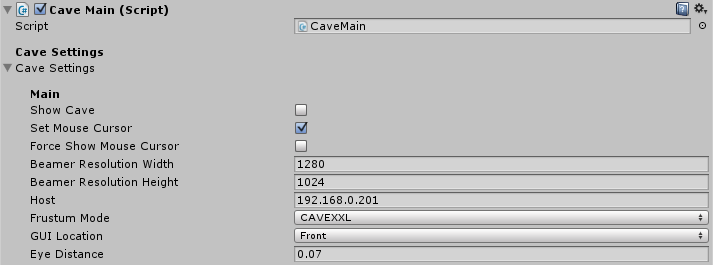 Cave Main (Script)
Script CaveMain
Cave Settings
Cave Settings
Main
Show Cave
Set Mouse Cursor
Force Show Mouse Cursor
Beamer Resolution Width 1280
Beamer Resolution Height 1024
Host 192.168.0.201
Frustum Mode CAVEXXL
GUI Location Front
Eye Distance 0.07